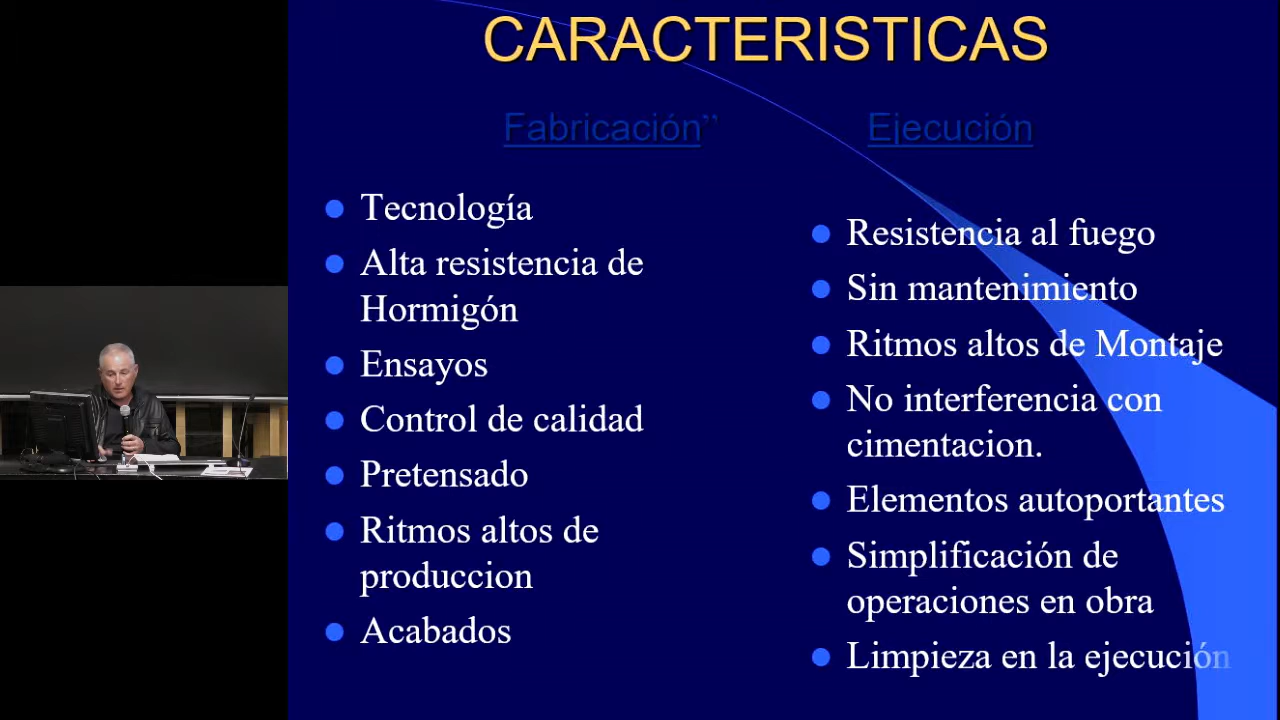 CARACTERISTICAS
Fabricación”
Tecnología
Alta resistencia de
Hormigón
Ensayos
Control de calidad
Pretensado
Ritmos altos de
produccion
Acabados
Ejecución
Resistencia al fuego
Sin mantenimiento
Ritmos altos de Montaje
No interferencia con
cimentacion.
Elementos autoportantes
Simplificación de
operaciones en obra
Limpieza en la ejecución